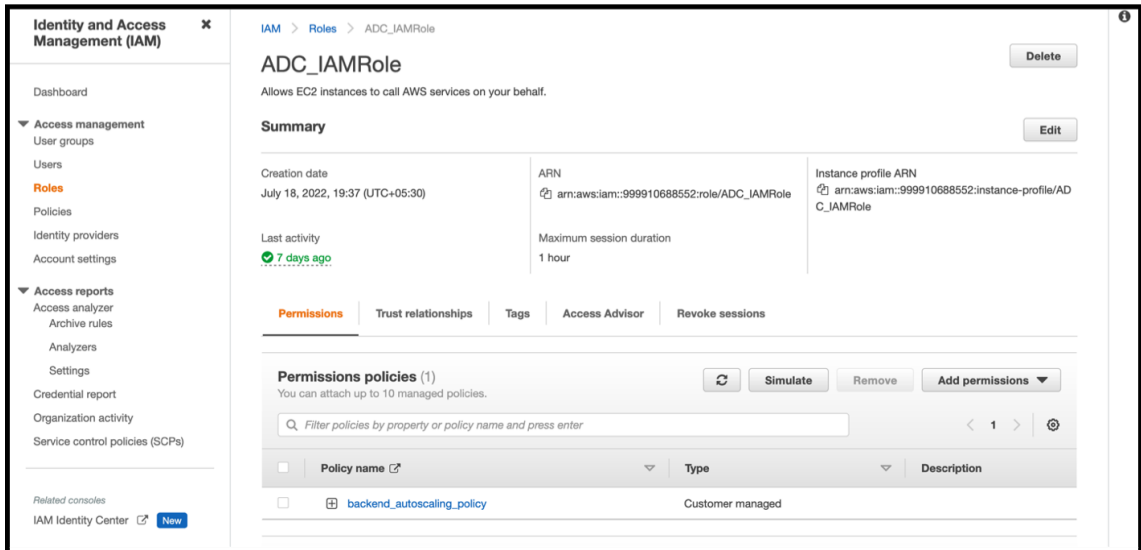 Identity and Access
Management (IAM)
Dashboard
Access management
User groups
Users
Roles
Policies
Identity providers
Account settings
Access reports
Access analyzer
Archive rules
Analyzers
Settings
Credential report
Organization activity
Service control policies (SCPs)
Related consoles
IAM Identity Center New
IAM > Roles > ADC_IAMRole
ADC_IAMRole
Delete
Allows EC2 instances to call AWS services on your behalf.
Summary
Edit
Creation date
July 18, 2022, 19:37 (UTC+05:30)
ARN
arn:aws:iam::999910688552:role/ADC_IAMRole
Instance profile ARN
arn:aws:iam::999910688552:instance-profile/AD
C_IAMRole
Last activity
7 days ago
Maximum session duration
1 hour
Permissions Trust relationships Tags Access Advisor Revoke sessions
Permissions policies (1)
You can attach up to 10 managed policies.
Simulate Remove Add permissions
Filter policies by property or policy name and press enter
< 1 >
Policy name Type Description
backend_autoscaling_policy Customer managed